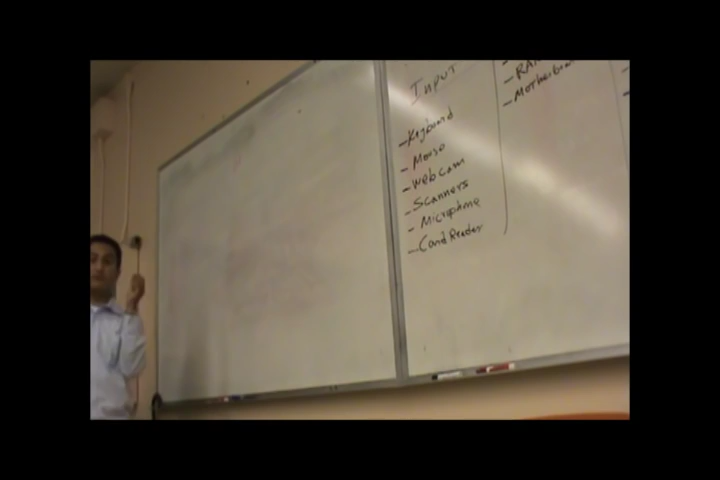 Input
- Keyboard
- Mouse
- Webcam
- Scanners
- Microphone
- Card Reader
- RAM
- Motherboard